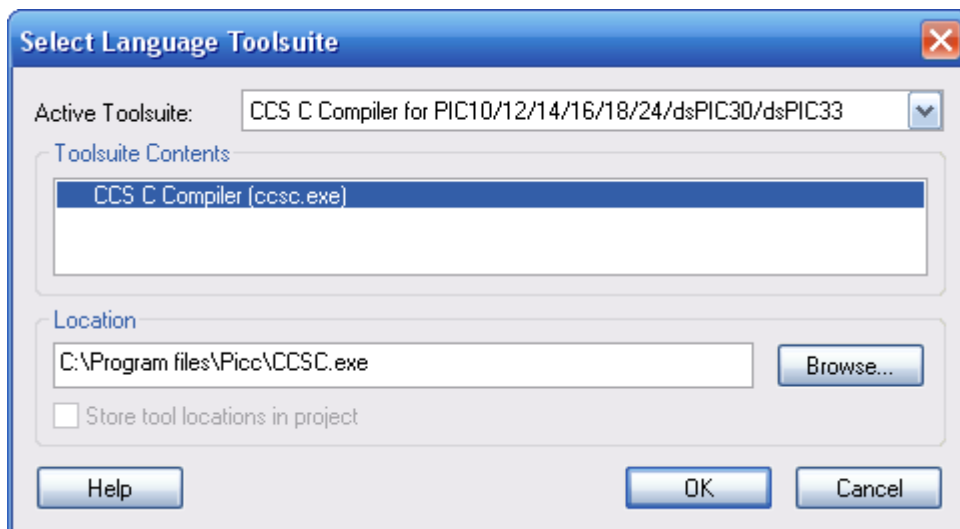 Select Language Toolsuite
Active Toolsuite: CCS C Compiler for PIC10/12/14/16/18/24/dsPIC30/dsPIC33
Toolsuite Contents
CCS C Compiler (ccsc.exe)
Location
C:\Program files\Picc\CCSC.exe Browse...
Store tool locations in project
Help OK Cancel